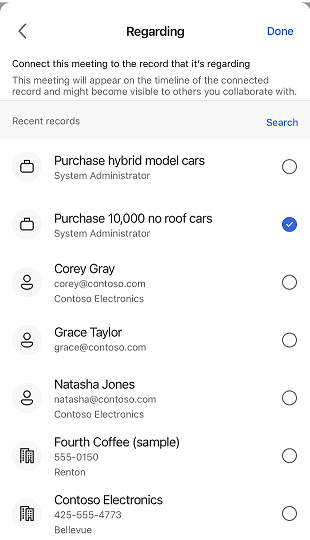 Regarding
Done
Connect this meeting to the record that it's regarding
This meeting will appear on the timeline of the connected
record and might become visible to others you collaborate with.
Recent records
Search
Purchase hybrid model cars
System Administrator
Purchase 10,000 no roof cars
System Administrator
Corey Gray
corey@contoso.com
Contoso Electronics
Grace Taylor
grace@contoso.com
Natasha Jones
natasha@contoso.com
Contoso Electronics
Fourth Coffee (sample)
555-0150
Renton
Contoso Electronics
425-555-4773
Bellevue